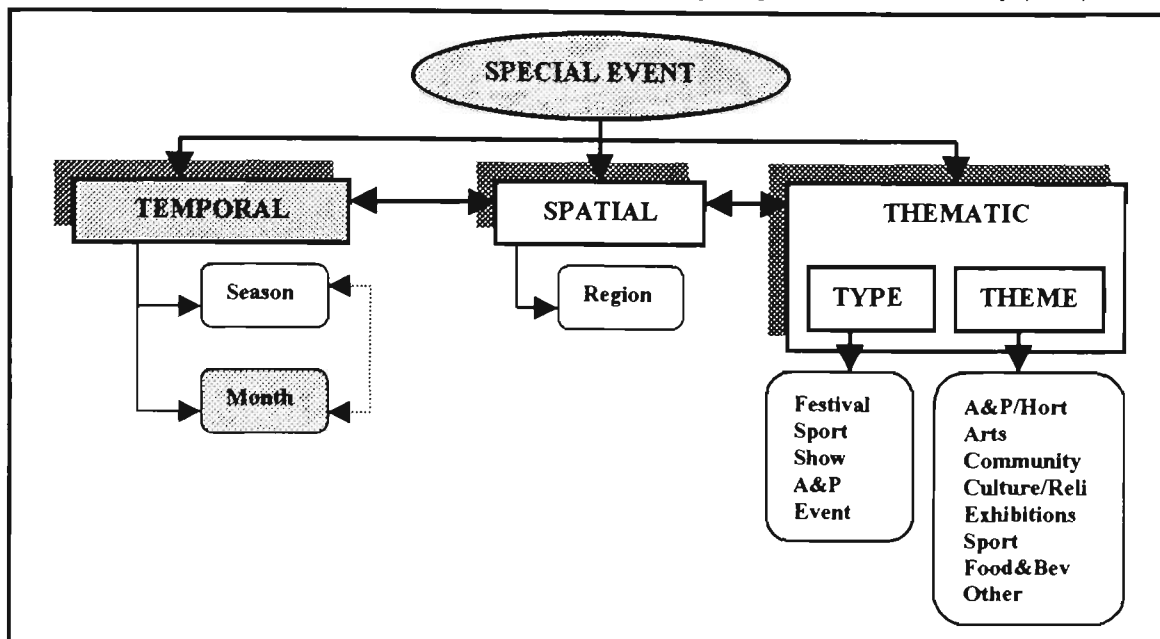 SPECIAL EVENT
TEMPORAL
SPATIAL
THEMATIC
Season
Region
TYPE
THEME
Month
Festival
Sport
Show
A&P
Event
A&P/Hort
Arts
Community
Culture/Reli
Exhibitions
Sport
Food&Bev
Other